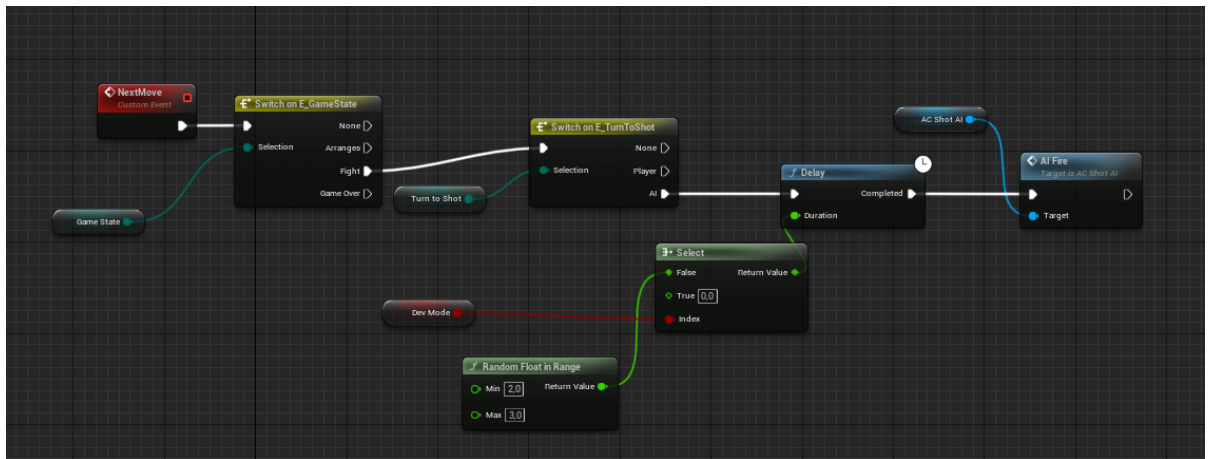 NextMove
Custom Event
Switch on E_GameState
None
Selection
Arranges
Fight
Game Over
Game State
Switch on E_TurnToShot
None
Selection
Player
AI
Turn to Shot
Delay
Completed
Duration
AC Shot AI
AI Fire
Target is AC Shot AI
Target
Select
False
Return Value
True 0,0
Index
Dev Mode
Random Float in Range
Min 2,0
Return Value
Max 3,0